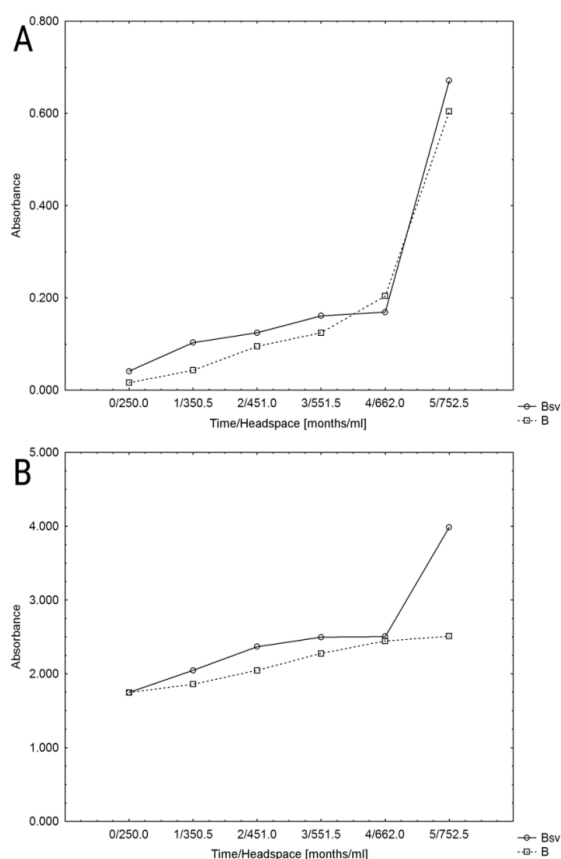 A
0.800
0.600
0.400
0.200
0.000
Absorbance
0/250.0 1/350.5 2/451.0 3/551.5 4/662.0 5/752.5
Time/Headspace [months/ml]
Bsv
B
B
5.000
4.000
3.000
2.000
1.000
0.000
Absorbance
0/250.0 1/350.5 2/451.0 3/551.5 4/662.0 5/752.5
Time/Headspace [months/ml]
Bsv
B